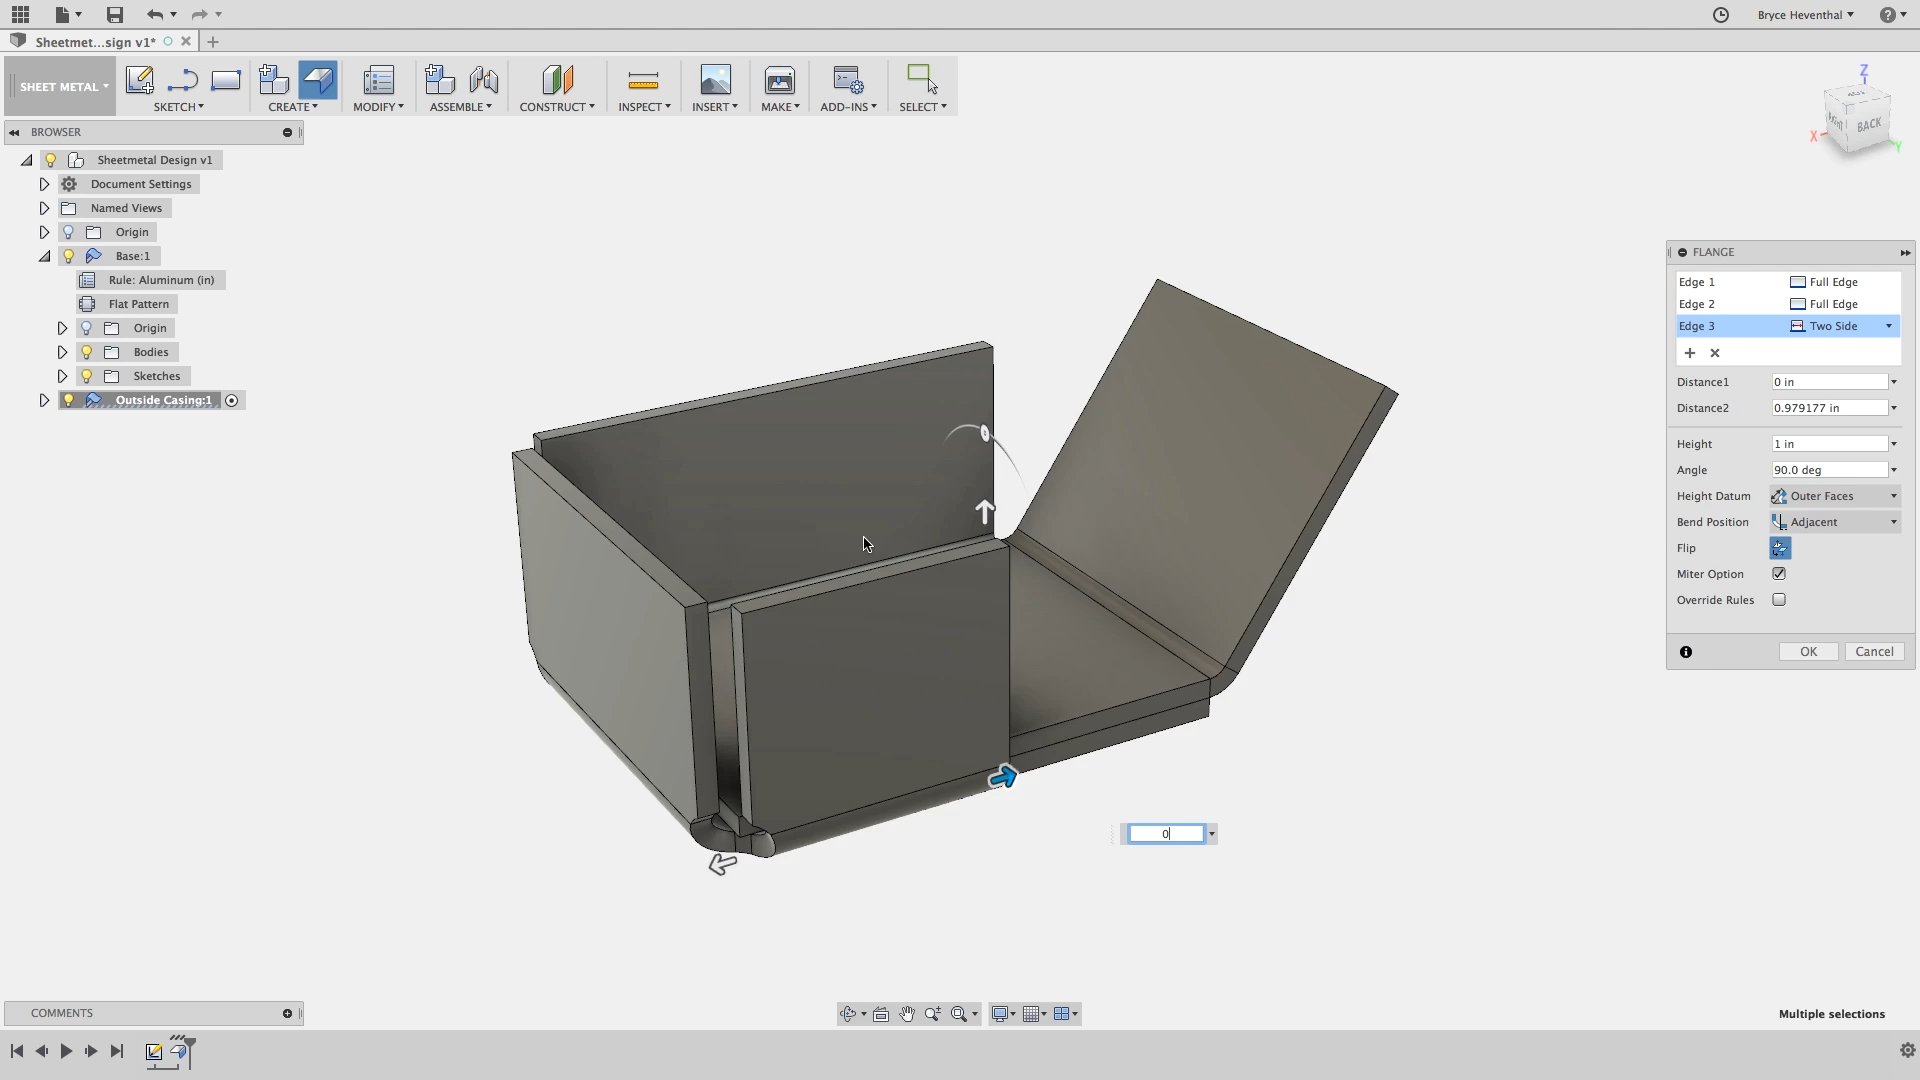 Bryce Heventhal
Sheetmet...sign v1*
SHEET METAL
SKETCH
CREATE
MODIFY
ASSEMBLE
CONSTRUCT
INSPECT
INSERT
MAKE
ADD-INS
SELECT
Z
BACK
X
Y
BROWSER
Sheetmetal Design v1
Document Settings
Named Views
Origin
Base:1
Rule: Aluminum (in)
Flat Pattern
Origin
Bodies
Sketches
Outside Casing:1
FLANGE
Edge 1 Full Edge
Edge 2 Full Edge
Edge 3 Two Side
Distance1 0 in
Distance2 0.979177 in
Height 1 in
Angle 90.0 deg
Height Datum Outer Faces
Bend Position Adjacent
Flip
Miter Option
Override Rules
OK Cancel
0
COMMENTS
Multiple selections